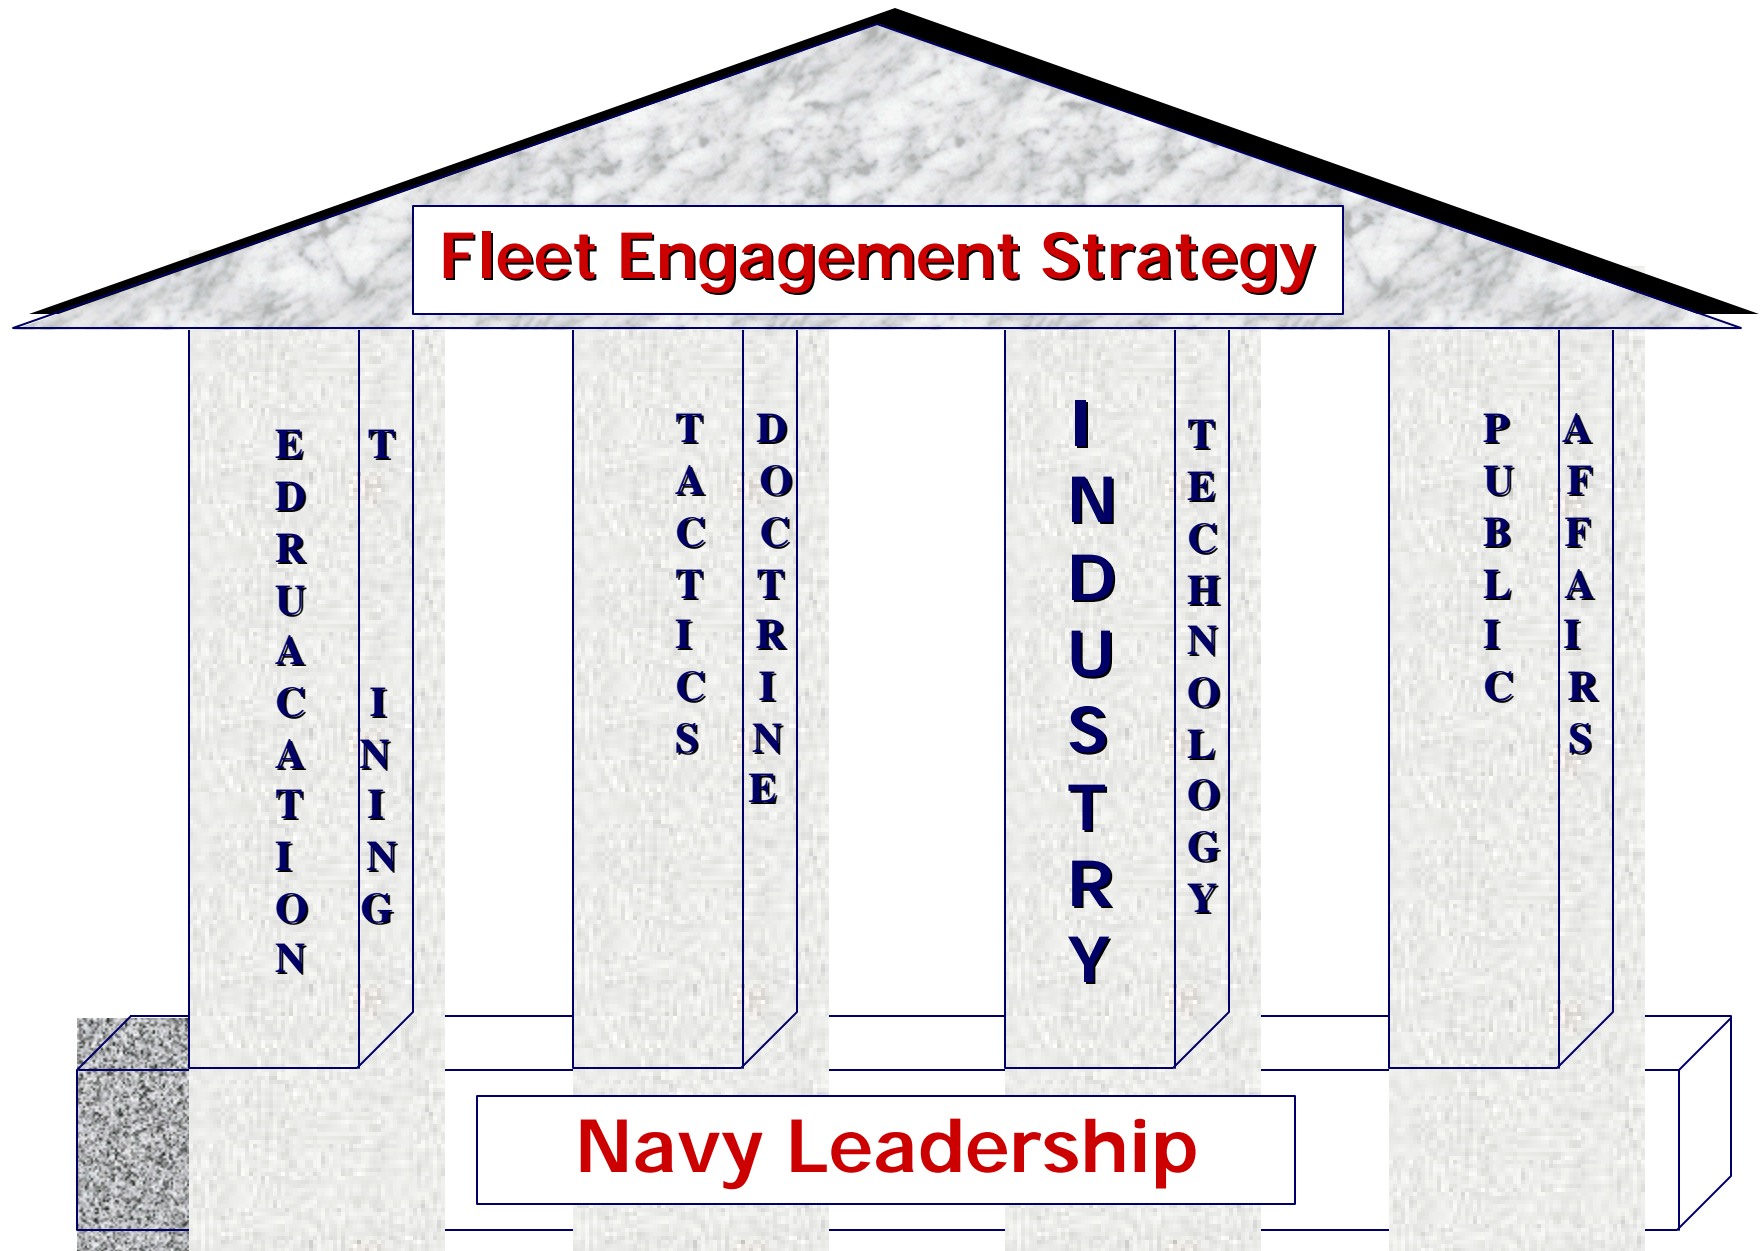 Fleet Engagement Strategy
EDRUACATION
T INING
TACTICS
DOCTRINE
INDUSTRY
TECHNOLOGY
PUBLIC
AFFAIRS
Navy Leadership